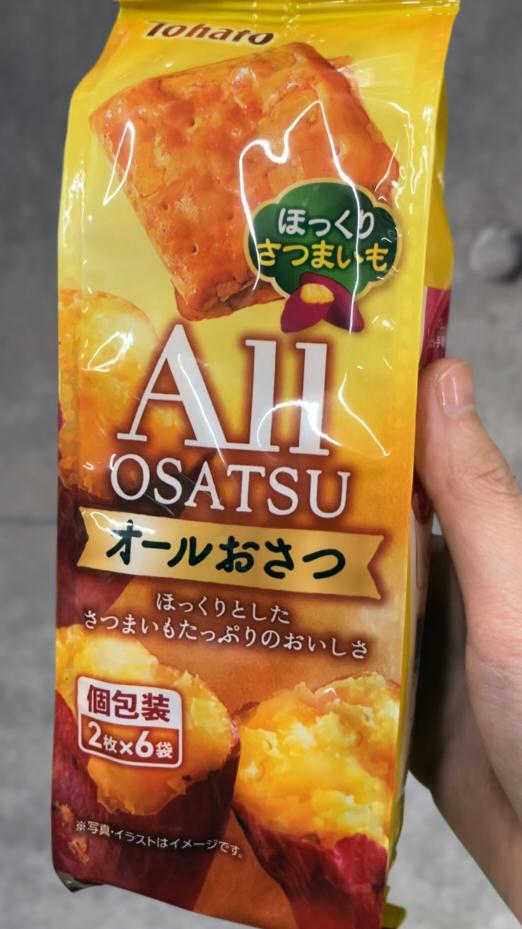 Tohato
ほっくり
さつまいも
All
OSATSU
オールおさつ
ほっくりとした
さつまいもたっぷりのおいしさ
個包装
2枚×6袋
※写真・イラストはイメージです。